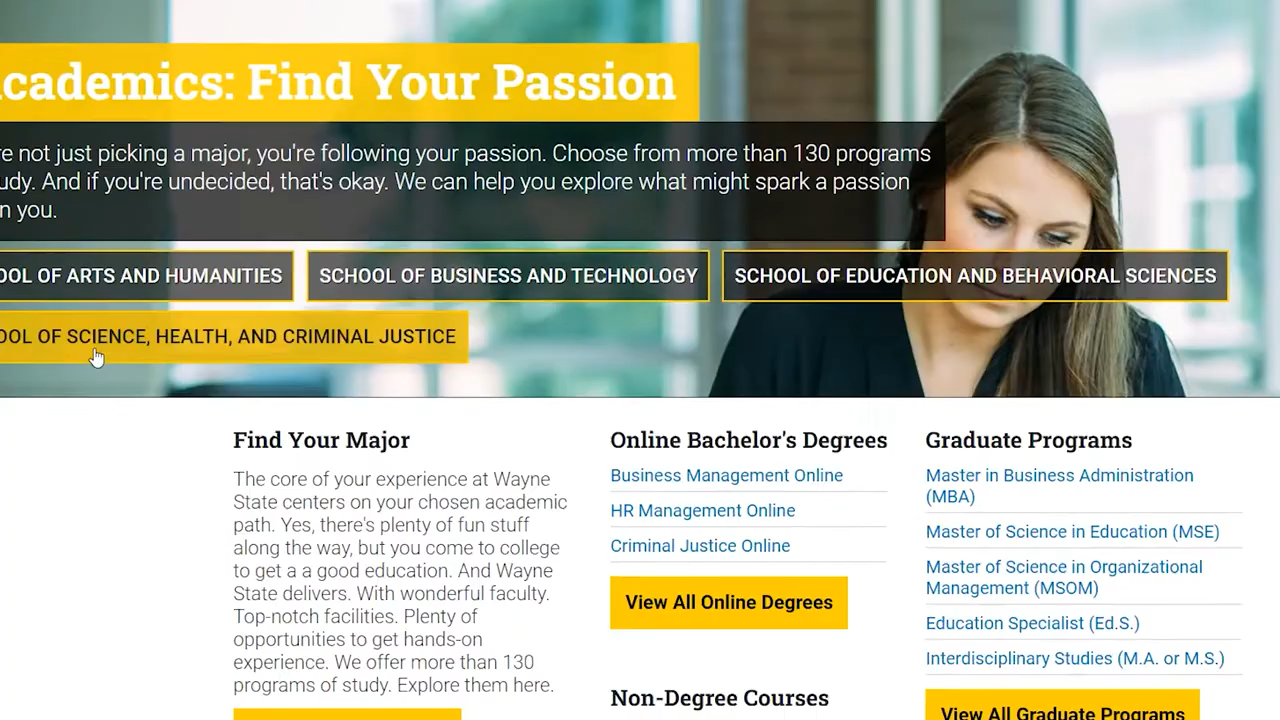 cademics: Find Your Passion
re not just picking a major, you're following your passion. Choose from more than 130 programs
udy. And if you're undecided, that's okay. We can help you explore what might spark a passion
n you.
OOL OF ARTS AND HUMANITIES
SCHOOL OF BUSINESS AND TECHNOLOGY
SCHOOL OF EDUCATION AND BEHAVIORAL SCIENCES
OOL OF SCIENCE, HEALTH, AND CRIMINAL JUSTICE
Find Your Major
The core of your experience at Wayne
State centers on your chosen academic
path. Yes, there's plenty of fun stuff
along the way, but you come to college
to get a a good education. And Wayne
State delivers. With wonderful faculty.
Top-notch facilities. Plenty of
opportunities to get hands-on
experience. We offer more than 130
programs of study. Explore them here.
Online Bachelor's Degrees
Business Management Online
HR Management Online
Criminal Justice Online
View All Online Degrees
Non-Degree Courses
Graduate Programs
Master in Business Administration
(MBA)
Master of Science in Education (MSE)
Master of Science in Organizational
Management (MSOM)
Education Specialist (Ed.S.)
Interdisciplinary Studies (M.A. or M.S.)
View All Graduate Programs